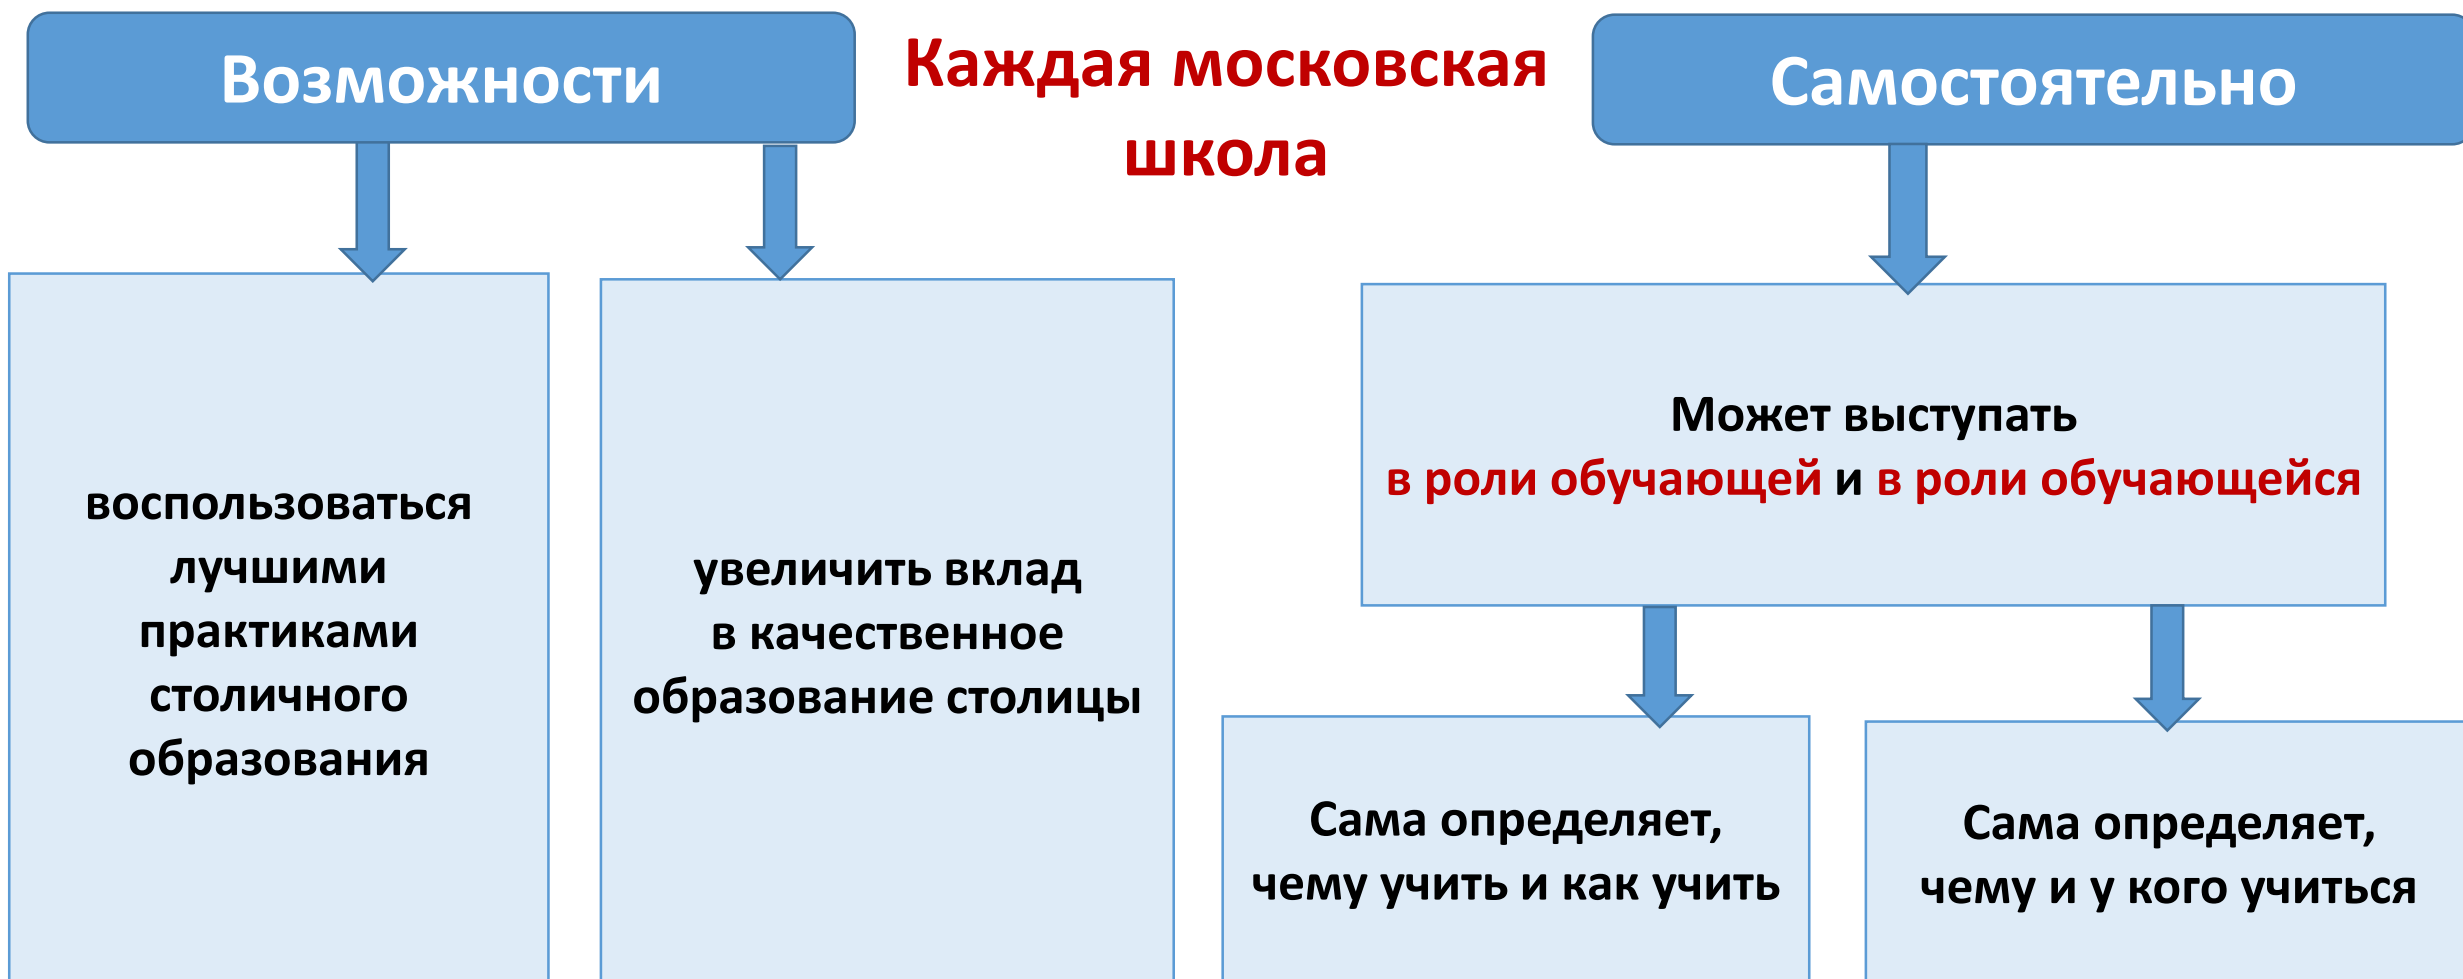 Возможности
Каждая московская
школа
Самостоятельно
воспользоваться
лучшими
практиками
столичного
образования
увеличить вклад
в качественное
образование столицы
Может выступать
в роли обучающей и в роли обучающейся
Сама определяет,
чему учить и как учить
Сама определяет,
чему и у кого учиться